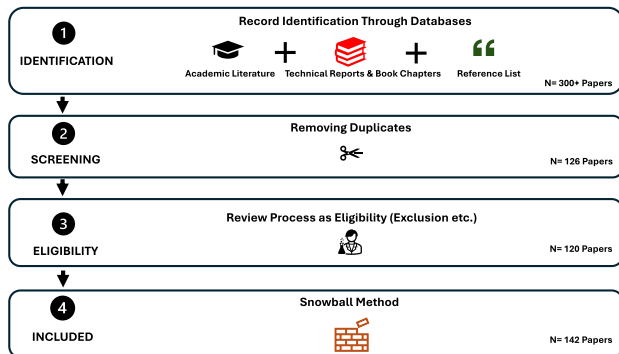 Record Identification Through Databases
1
IDENTIFICATION
Academic Literature
Technical Reports & Book Chapters
Reference List
N= 300+ Papers
2
Removing Duplicates
SCREENING
N= 126 Papers
3
Review Process as Eligibility (Exclusion etc.)
ELIGIBILITY
N= 120 Papers
4
Snowball Method
INCLUDED
N= 142 Papers